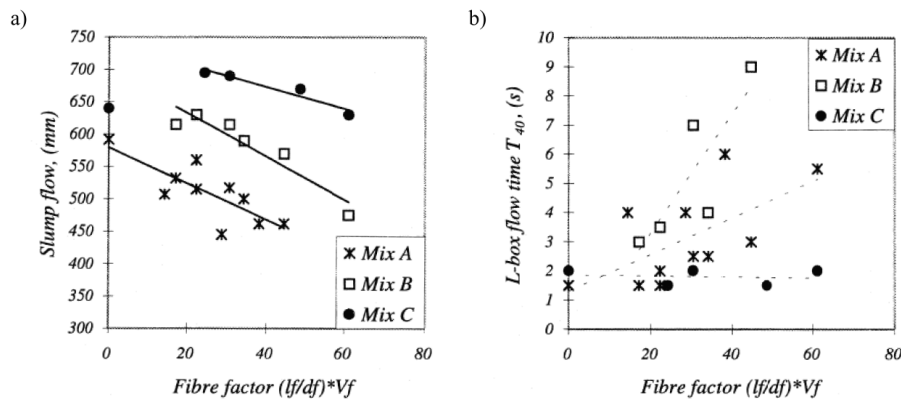 a)
Slump flow, (mm)
750
700
650
600
550
500
450
400
350
300
Mix A
Mix B
Mix C
0
20
40
60
80
Fibre factor (lf/df)*Vf
b)
L-box flow time T40, (s)
10
9
8
7
6
5
4
3
2
1
0
Mix A
Mix B
Mix C
0
20
40
60
80
Fibre factor (lf/df)*Vf